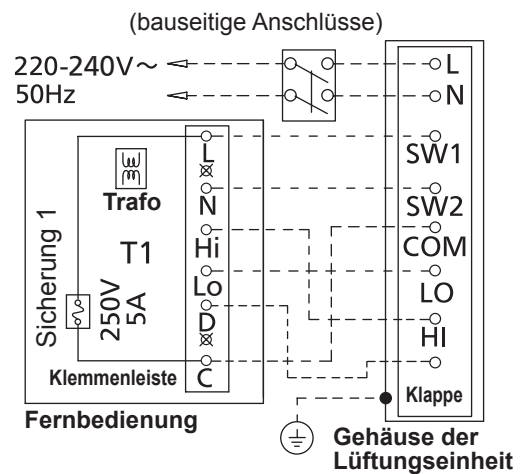 (bauseitige Anschlüsse)
220-240V~
50Hz
L
N
SW1
SW2
COM
LO
HI
Klappe
L
N
Hi
Lo
D
C
Trafo
T1
Sicherung 1
250V
5A
Klemmenleiste
Fernbedienung
Gehäuse der
Lüftungseinheit